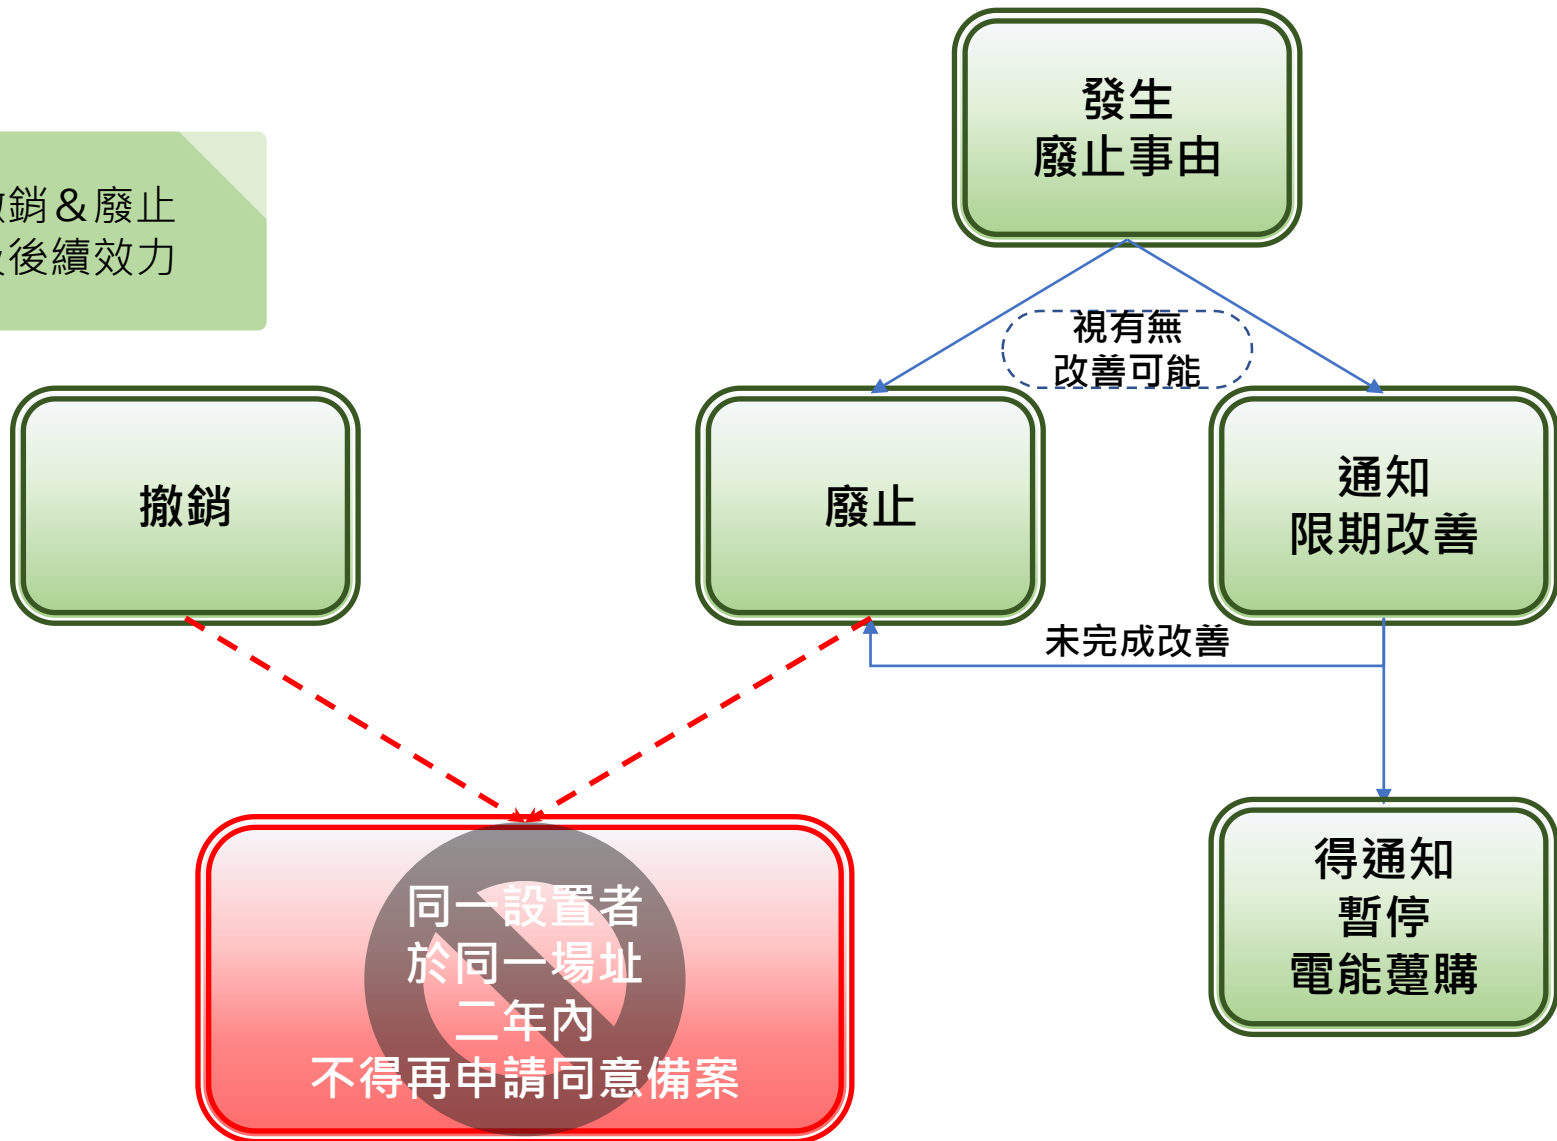 發生
廢止事由
銷＆廢止
後續效力
視有無
改善可能
撤銷
廢止
通知
限期改善
未完成改善
同一設置者
於同一場址
二年內
不得再申請同意備案
得通知
暫停
電能躉購